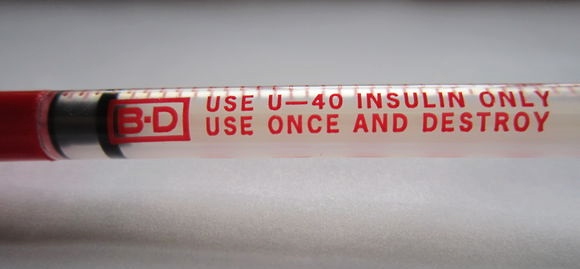 B-D
USE U—40 INSULIN ONLY
USE ONCE AND DESTROY